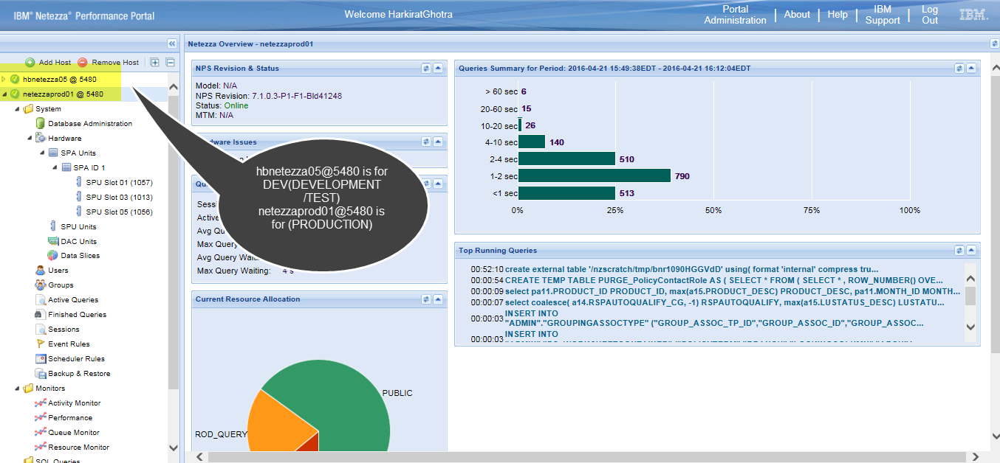 IBM® Netezza® Performance Portal
Welcome HarkiratGhotra
Portal Administration | About | Help | IBM Support | Log Out
IBM.
Add Host Remove Host
hbnetezza05 @ 5480
netezzaprod01 @ 5480
System
Database Administration
Hardware
SPA Units
SPA ID 1
SPU Slot 01 (1057)
SPU Slot 03 (1013)
SPU Slot 05 (1056)
SPU Units
DAC Units
Data Slices
Users
Groups
Active Queries
Finished Queries
Sessions
Event Rules
Scheduler Rules
Backup & Restore
Monitors
Activity Monitor
Performance
Queue Monitor
Resource Monitor
SQL Queries
Netezza Overview - netezzaprod01
NPS Revision & Status
Model: N/A
NPS Revision: 7.1.0.3-P1-F1-Bld41248
Status: Online
MTM: N/A
dware Issues
hbnetezza05@5480 is for
DEV(DEVELOPMENT
/TEST)
netezzaprod01@5480 is
for (PRODUCTION)
Qu
Sessi
Active
Avg Qu
Max Query
Avg Query Wait
Max Query Waiting: 4 s
Current Resource Allocation
PUBLIC
ROD_QUERY
Queries Summary for Period: 2016-04-21 15:49:38EDT - 2016-04-21 16:12:04EDT
> 60 sec 6
20-60 sec 15
10-20 sec 26
4-10 sec 140
2-4 sec 510
1-2 sec 790
<1 sec 513
0% 25% 50% 75% 100%
Top Running Queries
00:52:10 create external table '/nzscratch/tmp/bnr1090HGGVdD' using( format 'internal' compress tru...
00:00:54 CREATE TEMP TABLE PURGE_PolicyContactRole AS ( SELECT * FROM ( SELECT * , ROW_NUMBER() OVE...
00:00:09 select pa11.PRODUCT_ID PRODUCT_ID, max(a15.PRODUCT_DESC) PRODUCT_DESC, pa11.MONTH_ID MONTH...
00:00:07 select coalesce( a14.RSPAUTOQUALIFY_CG, -1) RSPAUTOQUALIFY, max(a15.LUSTATUS_DESC) LUSTATU...
INSERT INTO
00:00:03 "ADMIN"."GROUPINGASSOCTYPE" ("GROUP_ASSOC_TP_ID","GROUP_ASSOC_ID","GROUP_ASSOC...
INSERT INTO
00:00:03